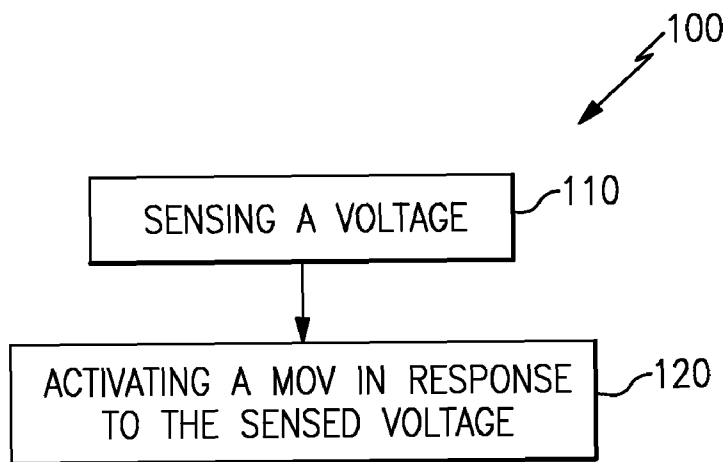 100
SENSING A VOLTAGE
110
ACTIVATING A MOV IN RESPONSE
TO THE SENSED VOLTAGE
120